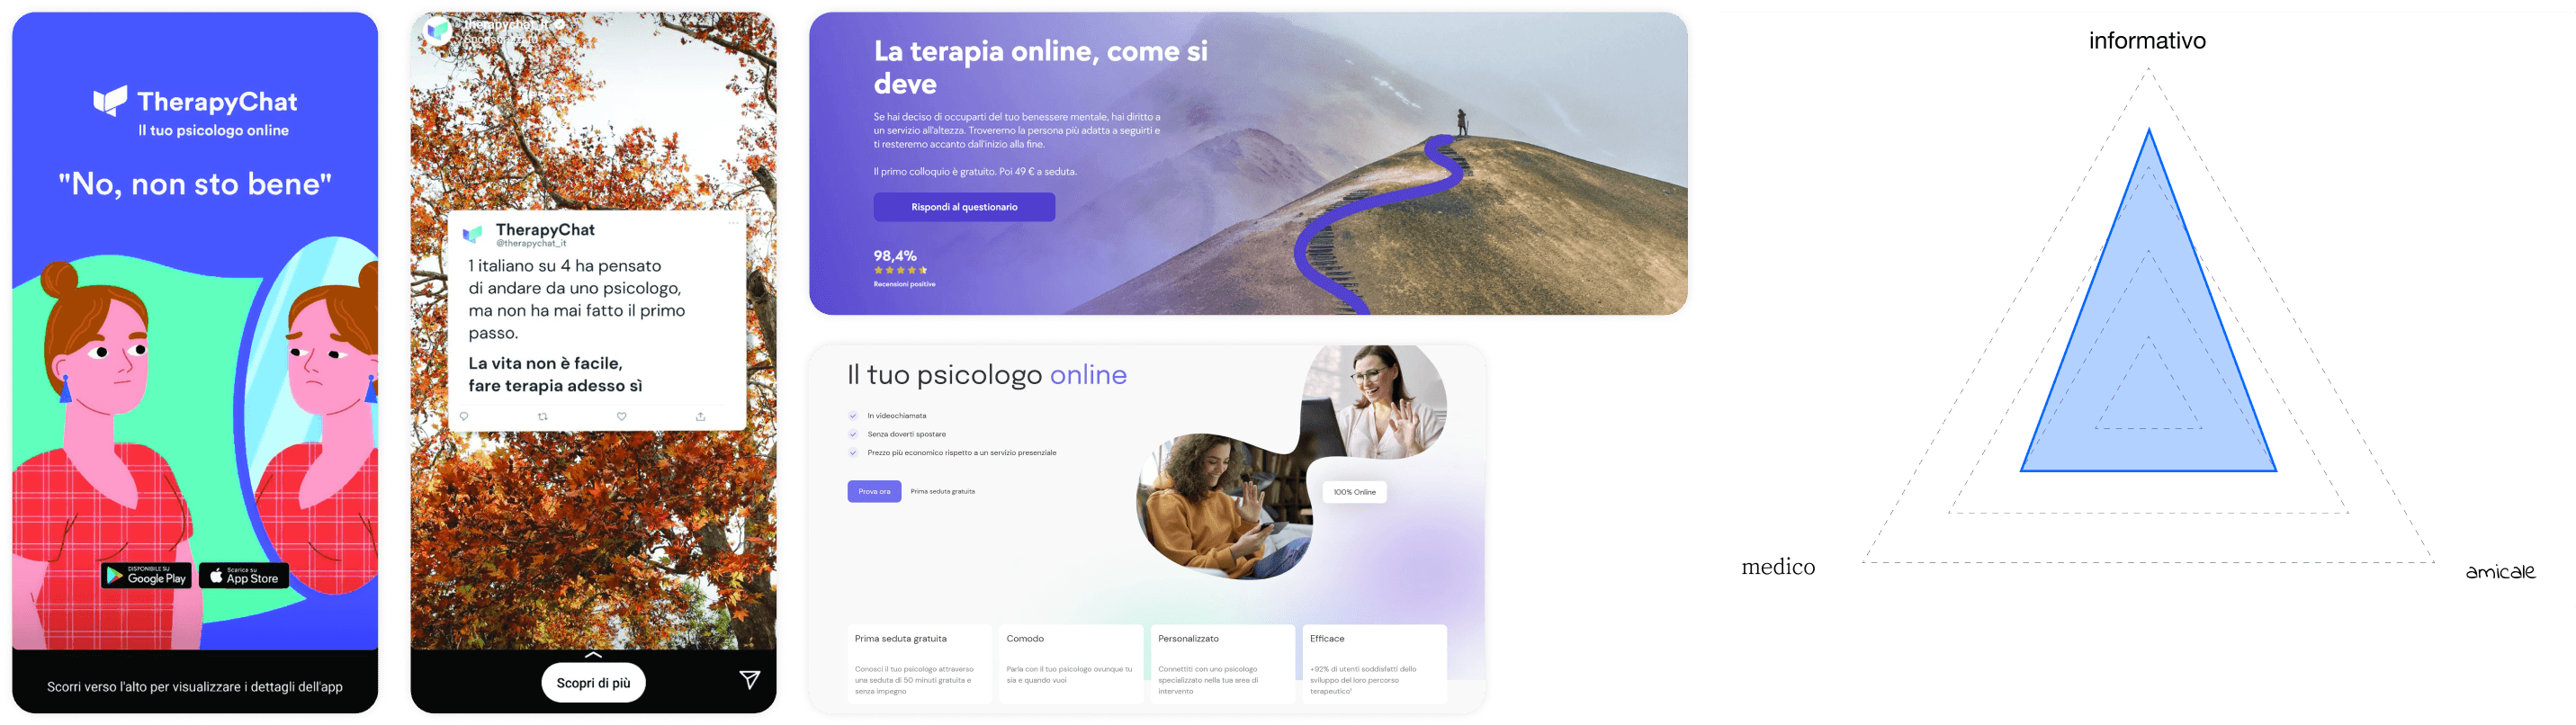 TherapyChat
Il tuo psicologo online
"No, non sto bene"
DISPONIBILE SU
Google Play
Scarica su
App Store
Scorri verso l'alto per visualizzare i dettagli dell'app
therapychat_it
TherapyChat
@therapychat_it
1 italiano su 4 ha pensato
di andare da uno psicologo,
ma non ha mai fatto il primo
passo.
La vita non è facile,
fare terapia adesso sì
Scopri di più
La terapia online, come si
deve
Se hai deciso di occuparti del tuo benessere mentale, hai diritto a
un servizio all'altezza. Troveremo la persona più adatta a seguirti e
ti resteremo accanto dall'inizio alla fine.
Il primo colloquio è gratuito. Poi 49 € a seduta.
Rispondi al questionario
98,4%
Recensioni positive
Il tuo psicologo online
In videochiamata
Senza doverti spostare
Prezzo più economico rispetto a un servizio presenziale
Prova ora
Prima seduta gratuita
100% Online
Prima seduta gratuita
Conosci il tuo psicologo attraverso
una seduta di 50 minuti gratuita e
senza impegno
Comodo
Parla con il tuo psicologo ovunque tu
sia e quando vuoi
Personalizzato
Connettiti con uno psicologo
specializzato nella tua area di
intervento
Efficace
+92% di utenti soddisfatti dello
sviluppo del loro percorso
terapeutico¹
informativo
medico
amicale